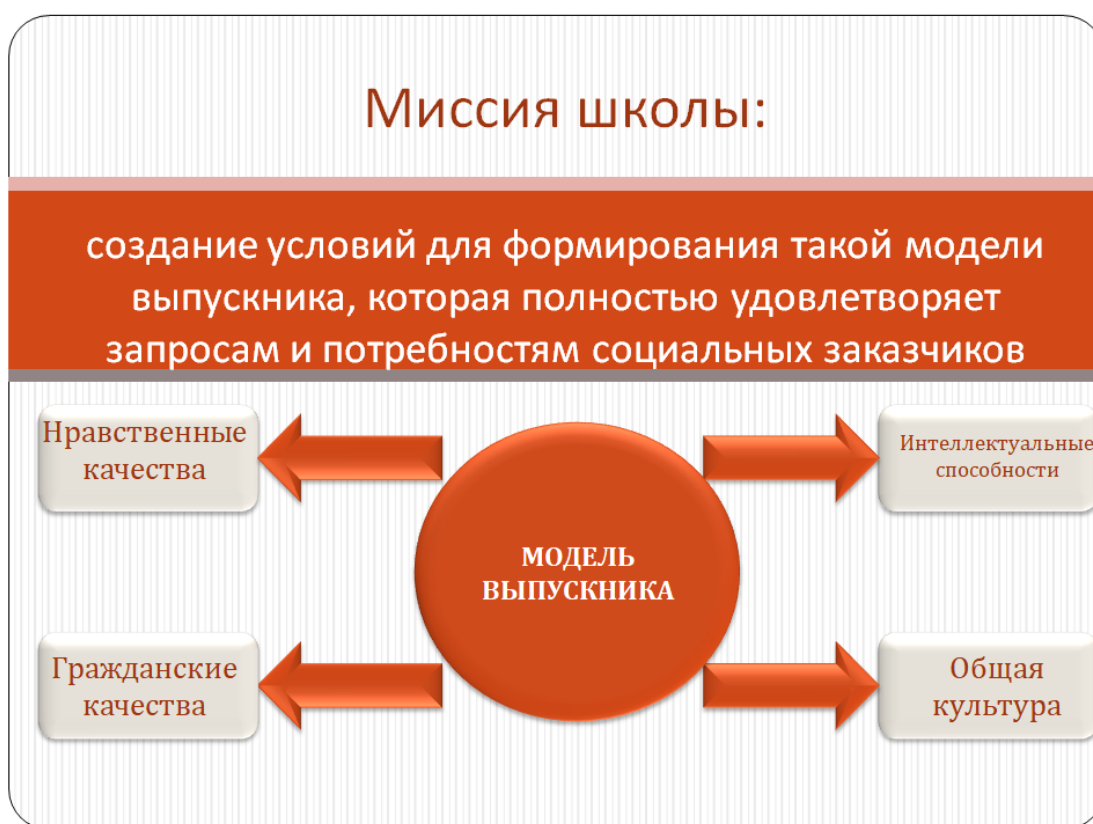 Миссия школы:
создание условий для формирования такой модели
выпускника, которая полностью удовлетворяет
запросам и потребностям социальных заказчиков
Нравственные
качества
Интеллектуальные
способности
МОДЕЛЬ
ВЫПУСКНИКА
Гражданские
качества
Общая
культура